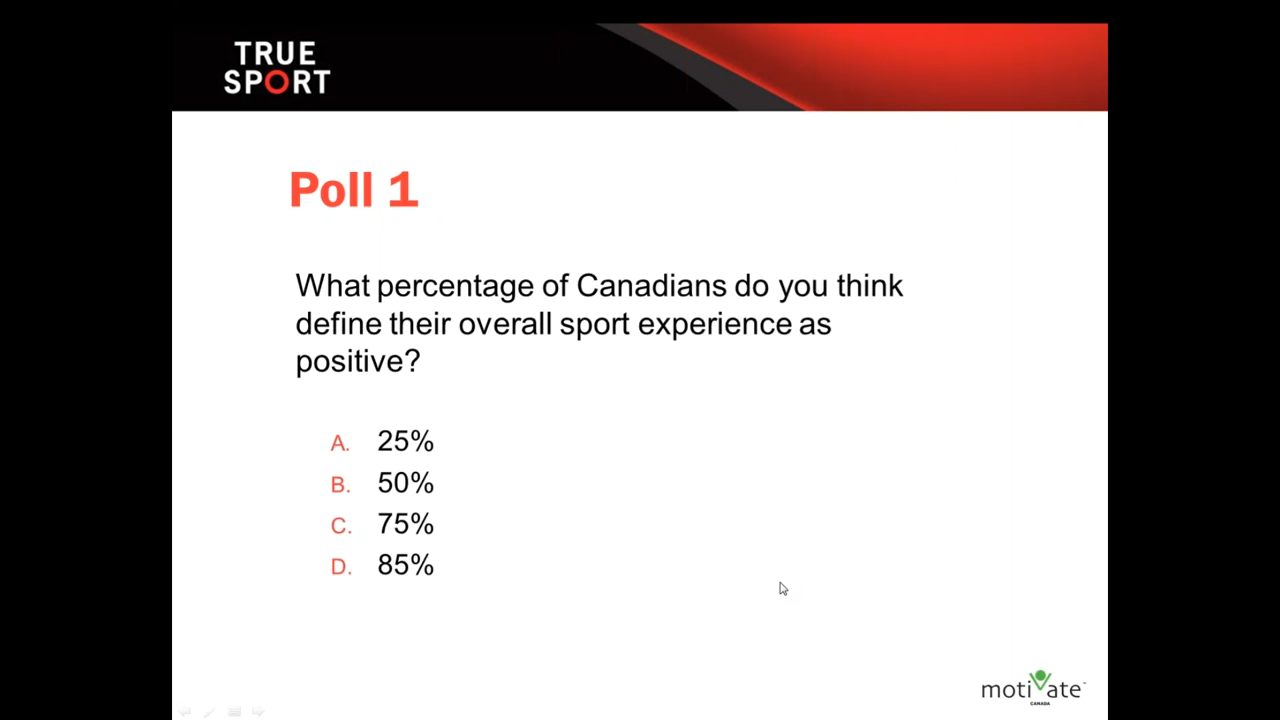 TRUE
SPORT
Poll 1
What percentage of Canadians do you think
define their overall sport experience as
positive?
A. 25%
B. 50%
C. 75%
D. 85%
motivate™
CANADA